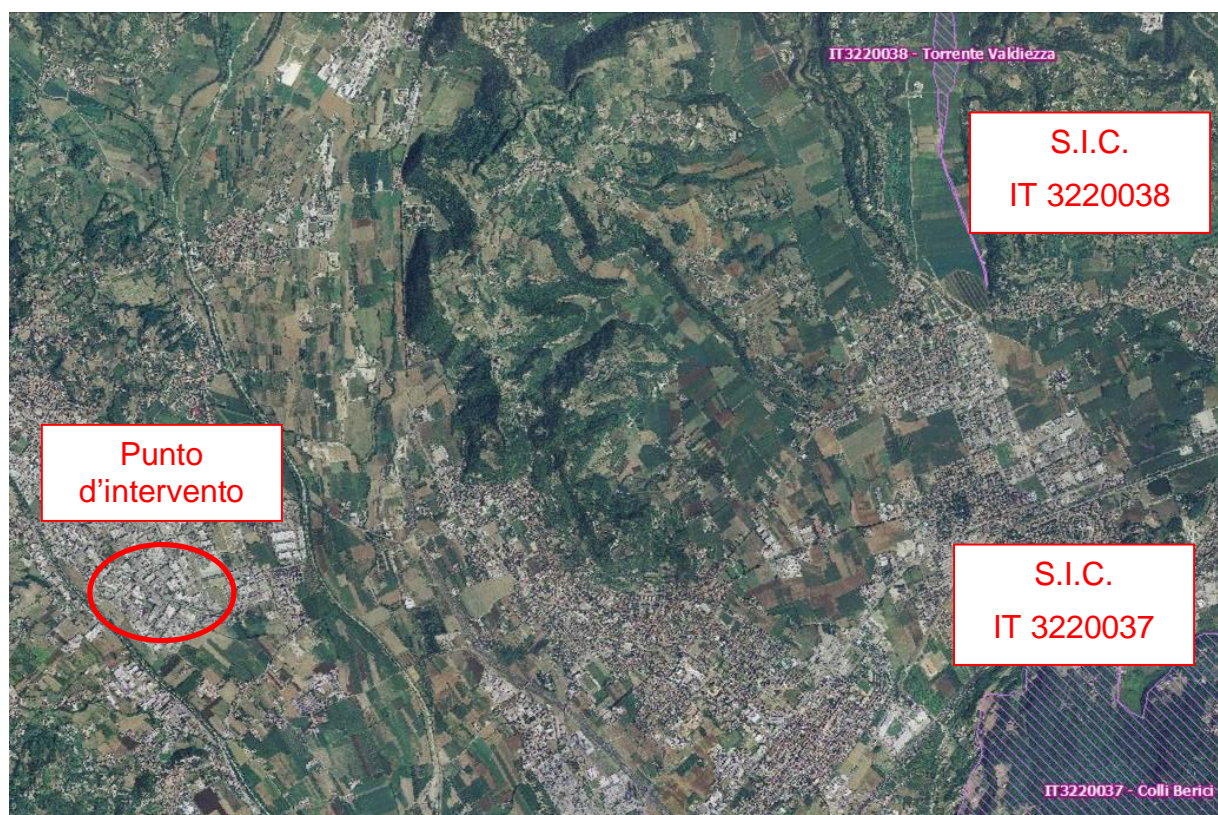 IT3220038 - Torrente Valdiezza
S.I.C.
IT 3220038
Punto
d'intervento
S.I.C.
IT 3220037
IT3220037 - Colli Berici